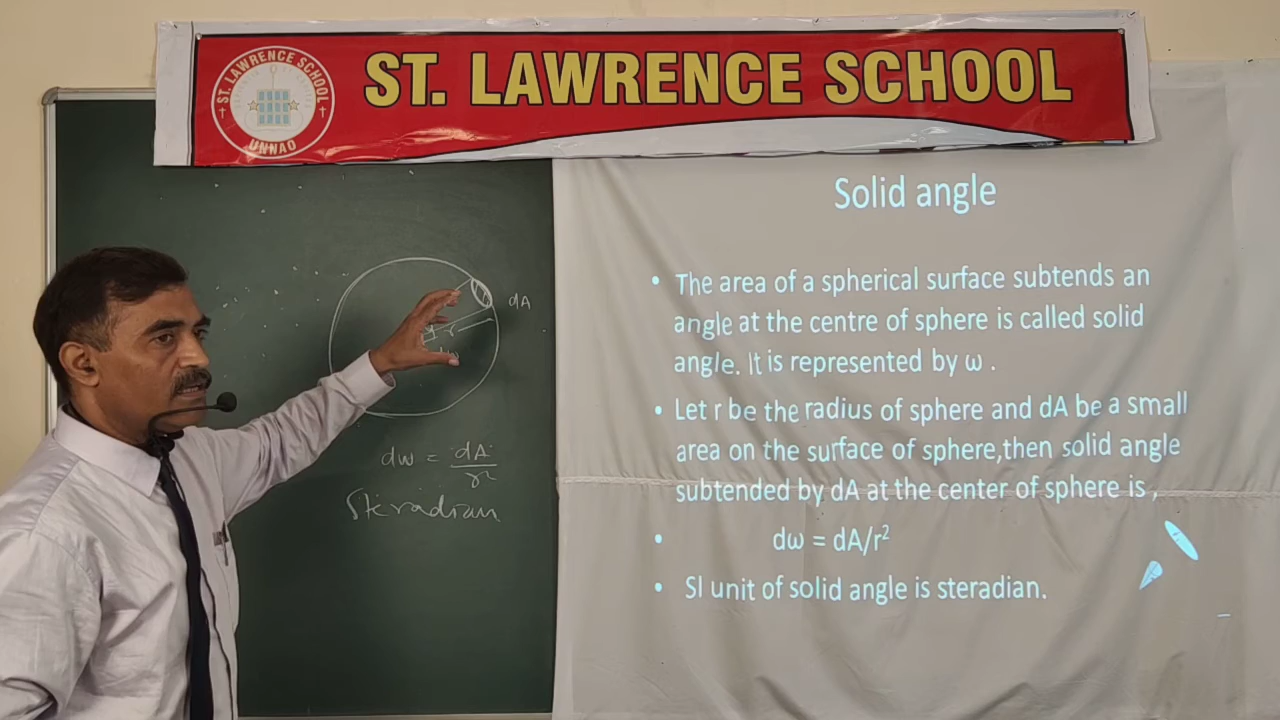 ST. LAWRENCE SCHOOL
ST. LAWRENCE SCHOOL
UNNAO
Solid angle
• The area of a spherical surface subtends an
angle at the centre of sphere is called solid
angle. It is represented by ω .
• Let r be the radius of sphere and dA be a small
area on the surface of sphere,then solid angle
subtended by dA at the center of sphere is ,
• dω = dA/r²
• SI unit of solid angle is steradian.
dA
r
dω
dω = dA/r²
Steradian